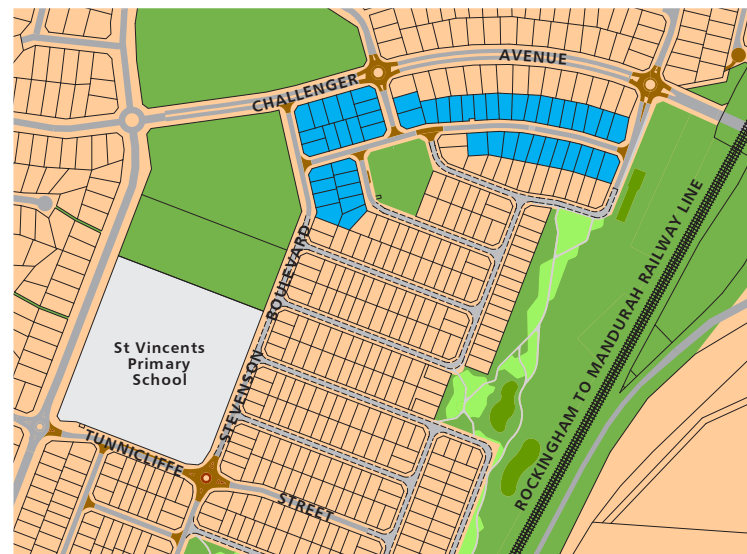 CHALLENGER
AVENUE
BOULEVARD
STEVENSON
St Vincents
Primary
School
TUNNICLIFFE
STREET
ROCKINGHAM TO MANDURAH RAILWAY LINE